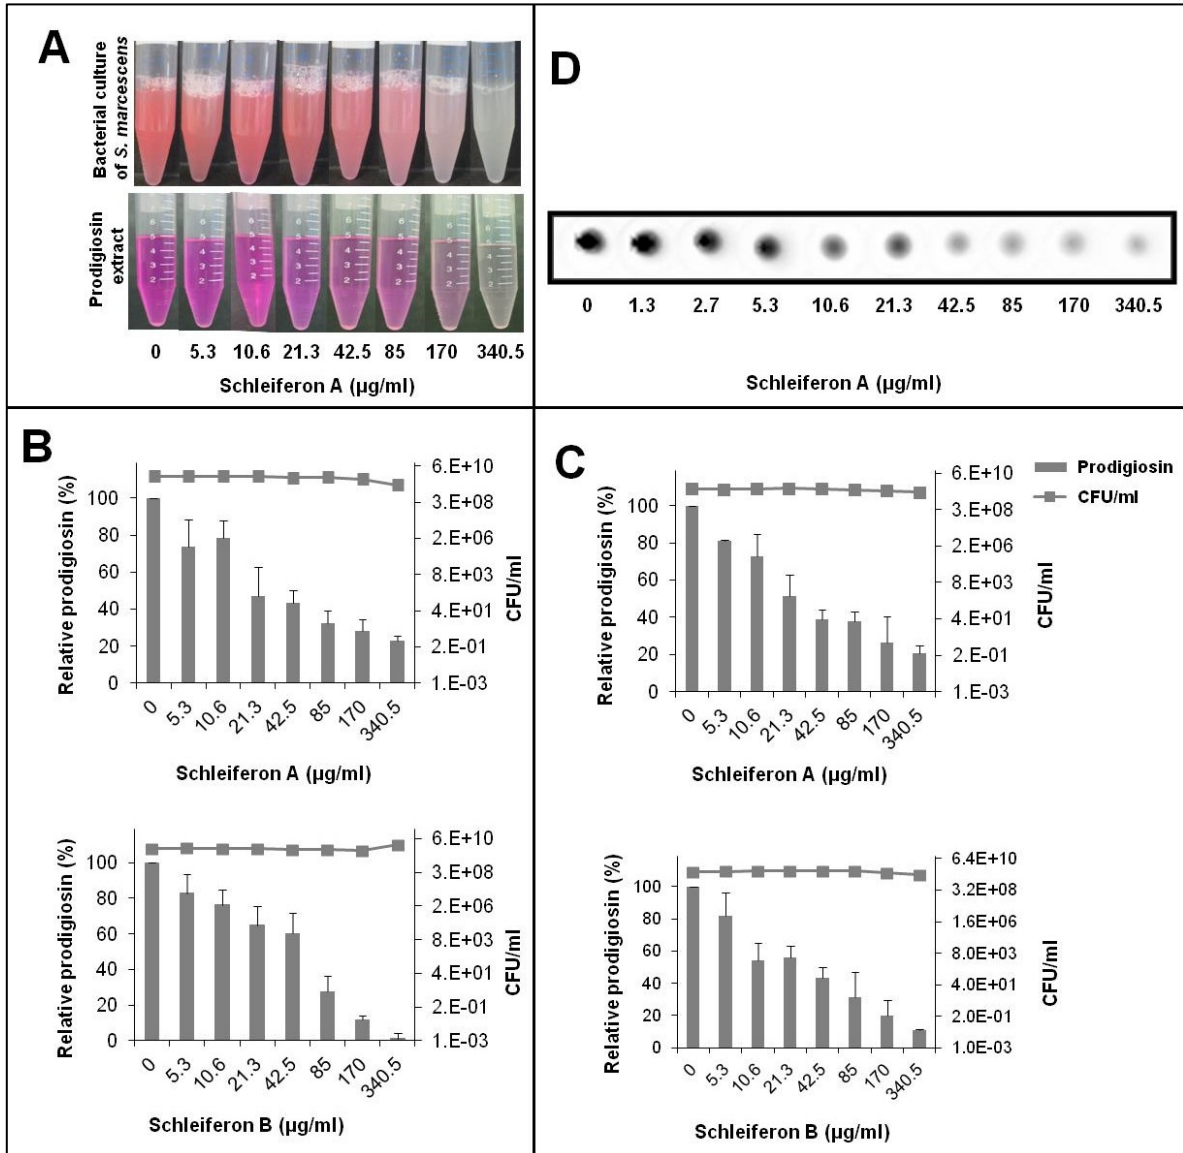 A
Bacterial culture
of S. marcescens
Prodigiosin
extract
0 5.3 10.6 21.3 42.5 85 170 340.5
Schleiferon A (µg/ml)
D
0 1.3 2.7 5.3 10.6 21.3 42.5 85 170 340.5
Schleiferon A (µg/ml)
B
Relative prodigiosin (%)
100
80
60
40
20
0
6.E+10
3.E+08
2.E+06
8.E+03
4.E+01
2.E-01
1.E-03
CFU/ml
0 5.3 10.6 21.3 42.5 85 170 340.5
Schleiferon A (µg/ml)
Relative prodigiosin (%)
100
80
60
40
20
0
6.E+10
3.E+08
2.E+06
8.E+03
4.E+01
2.E-01
1.E-03
CFU/ml
0 5.3 10.6 21.3 42.5 85 170 340.5
Schleiferon B (µg/ml)
C
Relative prodigiosin (%)
100
80
60
40
20
0
6.E+10
3.E+08
2.E+06
8.E+03
4.E+01
2.E-01
1.E-03
CFU/ml
Prodigiosin
CFU/ml
0 5.3 10.6 21.3 42.5 85 170 340.5
Schleiferon A (µg/ml)
Relative prodigiosin (%)
100
80
60
40
20
0
6.4E+10
3.2E+08
1.6E+06
8.0E+03
4.0E+01
2.0E-01
1.0E-03
CFU/ml
0 5.3 10.6 21.3 42.5 85 170 340.5
Schleiferon B (µg/ml)